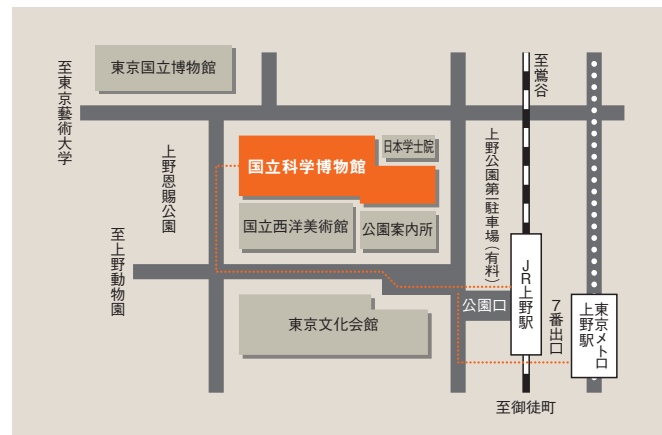 至鶯谷
東京国立博物館
至東京藝術大学
日本学士院
上野公園第一駐車場(有料)
上野恩賜公園
国立科学博物館
国立西洋美術館
公園案内所
至上野動物園
JR上野駅
公園口
7番出口
東京メトロ
上野駅
東京文化会館
至御徒町